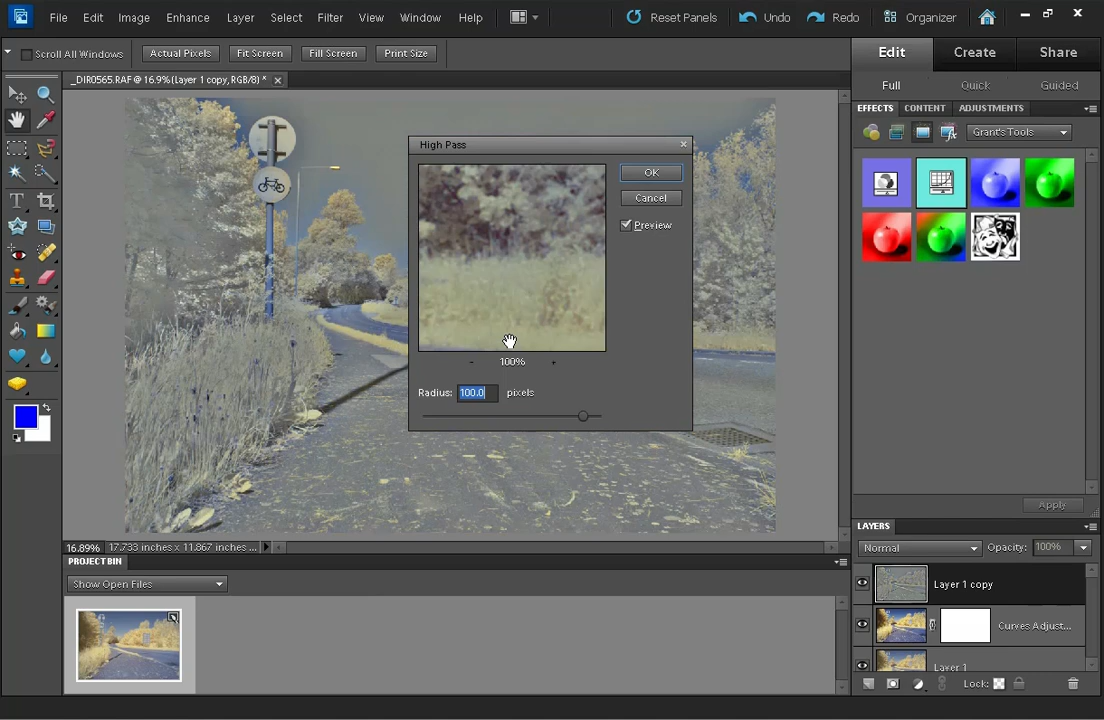 File Edit Image Enhance Layer Select Filter View Window Help Reset Panels Undo Redo Organizer
Scroll All Windows Actual Pixels Fit Screen Fill Screen Print Size
Edit Create Share
_DIR0565.RAF @ 16.9%(Layer 1 copy, RGB/8) *
Full Quick Guided
EFFECTS CONTENT ADJUSTMENTS
Grant's Tools
High Pass
OK
Cancel
Preview
100%
Radius: 100.0 pixels
Apply
LAYERS
Normal Opacity: 100%
16.89% 17.733 inches x 11.867 inches ...
PROJECT BIN
Show Open Files
Layer 1 copy
Curves Adjust...
Layer 1
Lock: